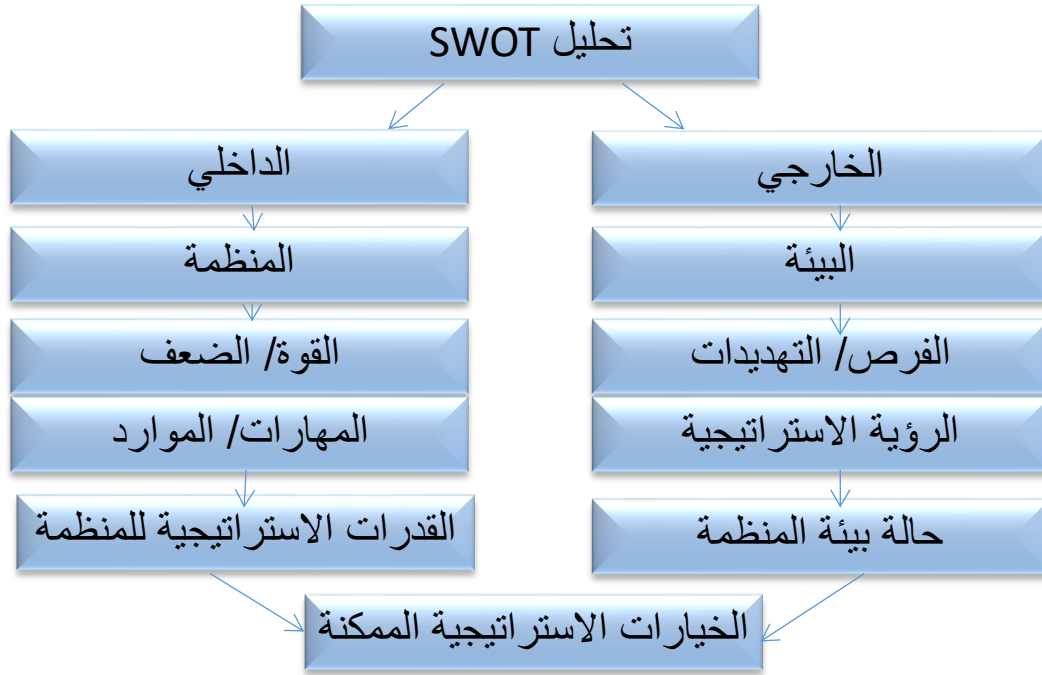 تحليل SWOT
الخارجي
الداخلي
البيئة
المنظمة
الفرص/ التهديدات
القوة/ الضعف
الرؤية الاستراتيجية
المهارات/ الموارد
حالة بيئة المنظمة
القدرات الاستراتيجية للمنظمة
الخيارات الاستراتيجية الممكنة